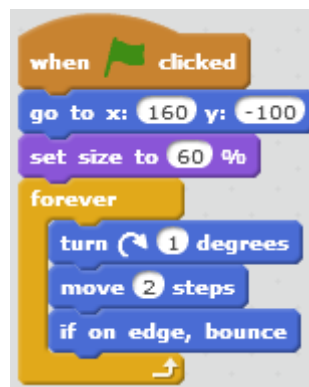 when clicked
go to x: 160 y: -100
set size to 60 %
forever
turn 1 degrees
move 2 steps
if on edge, bounce